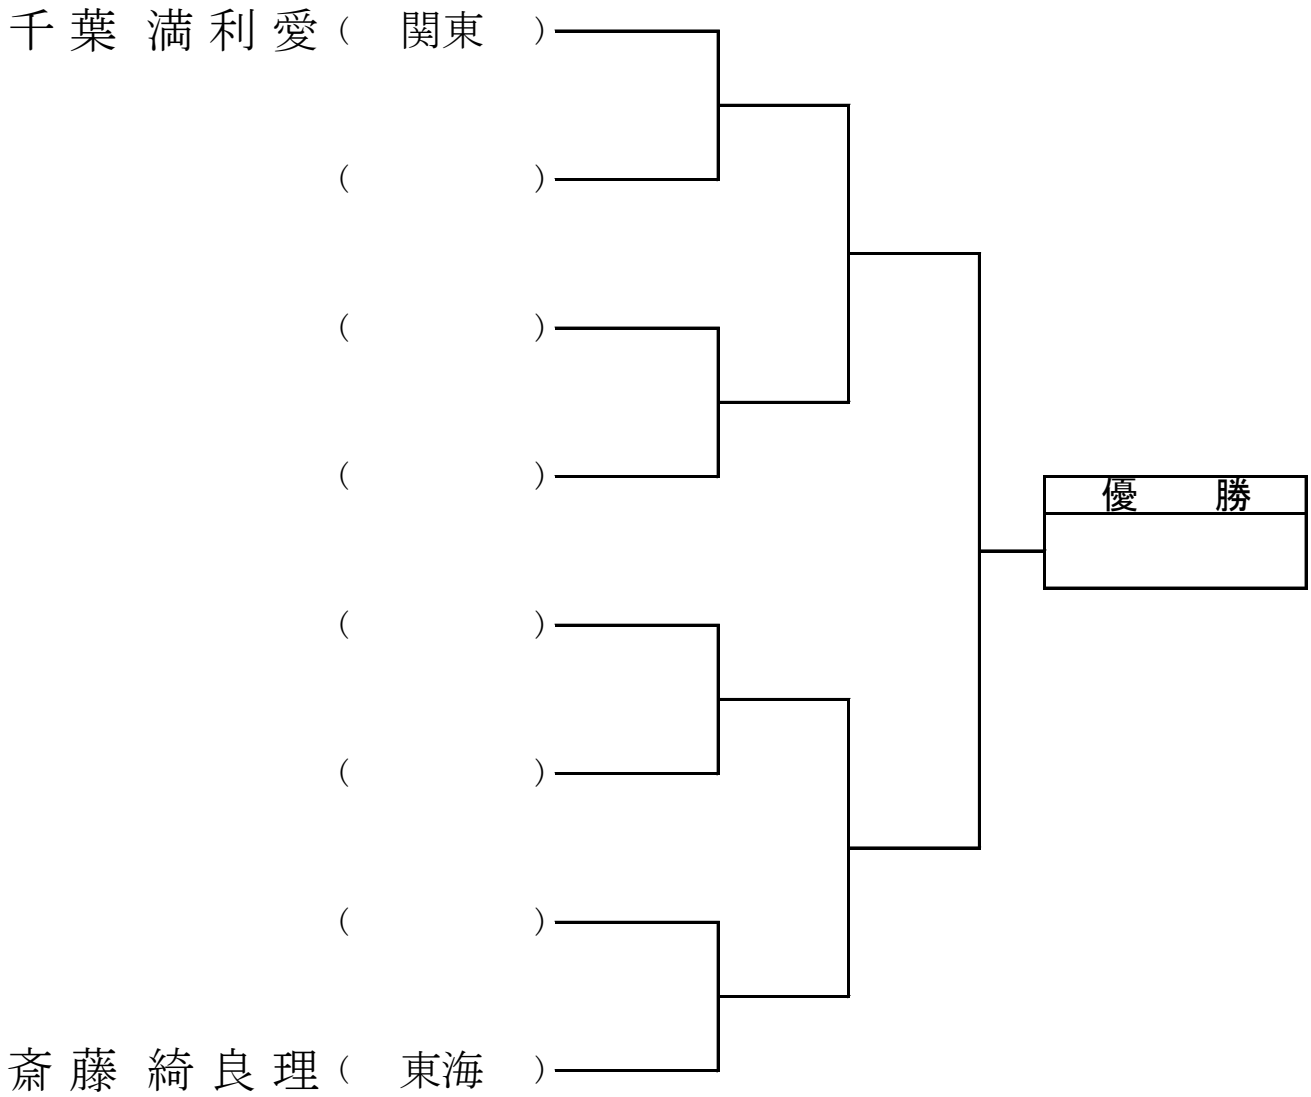 千葉 満利愛（ 関東 ）
（ ）
（ ）
（ ）
優 勝
（ ）
（ ）
（ ）
斎藤 綺良理（ 東海 ）